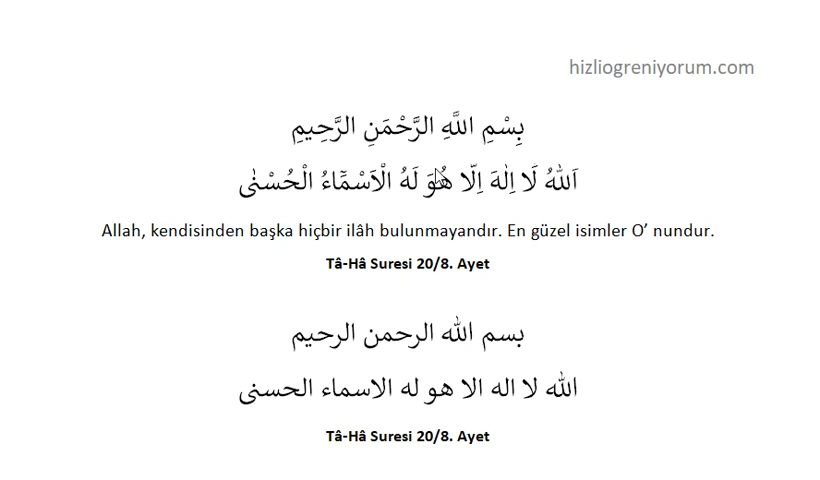 hizliogreniyorum.com
بِسْمِ اللَّهِ الرَّحْمَنِ الرَّحِيمِ
اَللّٰهُ لَا اِلٰهَ اِلَّا هُوَ لَهُ الْاَسْمَٓاءُ الْحُسْنٰى
Allah, kendisinden başka hiçbir ilâh bulunmayandır. En güzel isimler O’ nundur.
Tâ-Hâ Suresi 20/8. Ayet
بسم الله الرحمن الرحيم
الله لا اله الا هو له الاسماء الحسنى
Tâ-Hâ Suresi 20/8. Ayet